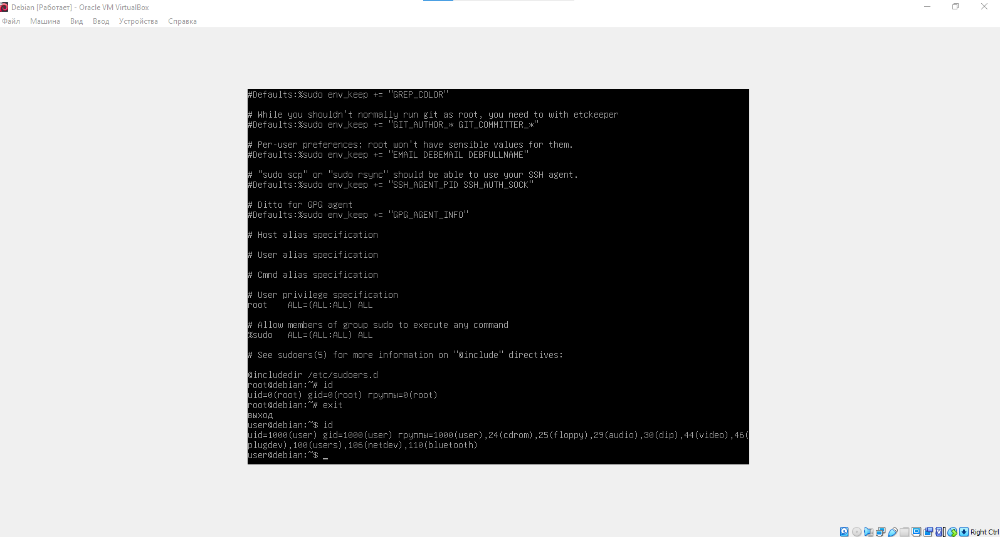 Debian [Работает] - Oracle VM VirtualBox
Файл Машина Вид Ввод Устройства Справка
#Defaults:%sudo env_keep += "GREP_COLOR"
# While you shouldn't normally run git as root, you need to with etckeeper
#Defaults:%sudo env_keep += "GIT_AUTHOR_* GIT_COMMITTER_*"
# Per-user preferences; root won't have sensible values for them.
#Defaults:%sudo env_keep += "EMAIL DEBEMAIL DEBFULLNAME"
# "sudo scp" or "sudo rsync" should be able to use your SSH agent.
#Defaults:%sudo env_keep += "SSH_AGENT_PID SSH_AUTH_SOCK"
# Ditto for GPG agent
#Defaults:%sudo env_keep += "GPG_AGENT_INFO"
# Host alias specification
# User alias specification
# Cmnd alias specification
# User privilege specification
root    ALL=(ALL:ALL) ALL
# Allow members of group sudo to execute any command
%sudo   ALL=(ALL:ALL) ALL
# See sudoers(5) for more information on "@include" directives:
@includedir /etc/sudoers.d
root@debian:~# id
uid=0(root) gid=0(root) группы=0(root)
root@debian:~# exit
выход
user@debian:~$ id
uid=1000(user) gid=1000(user) группы=1000(user),24(cdrom),25(floppy),29(audio),30(dip),44(video),46(
plugdev),100(users),106(netdev),110(bluetooth)
user@debian:~$ _
Right Ctrl